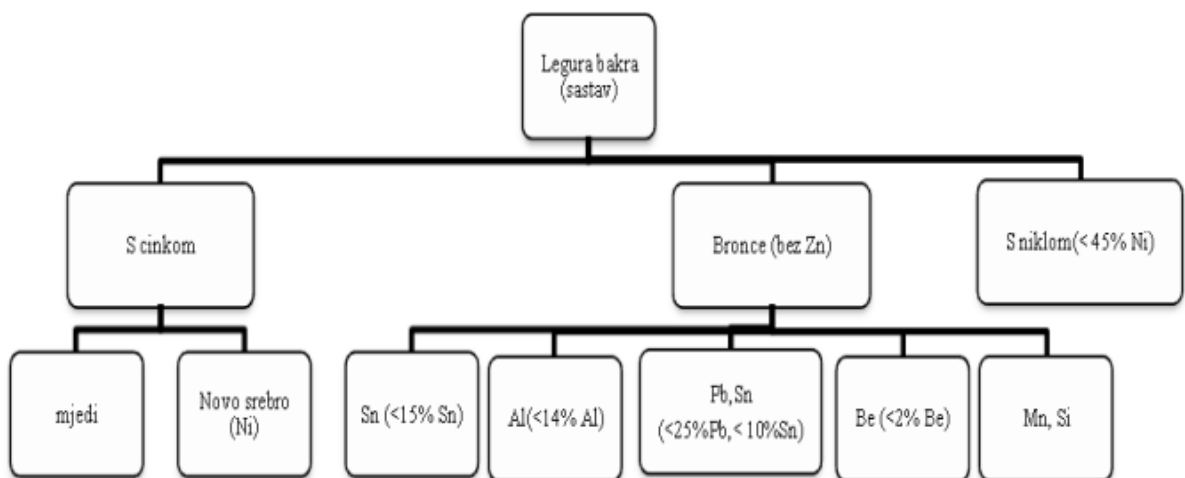 Legura bakra
(sastav)
S cinkom
Bronce (bez Zn)
S niklom(< 45% Ni)
mjedi
Novo srebro
(Ni)
Sn (<15% Sn)
Al(<14% Al)
Pb, Sn
(<25%Pb, < 10%Sn)
Be (<2% Be)
Mn, Si